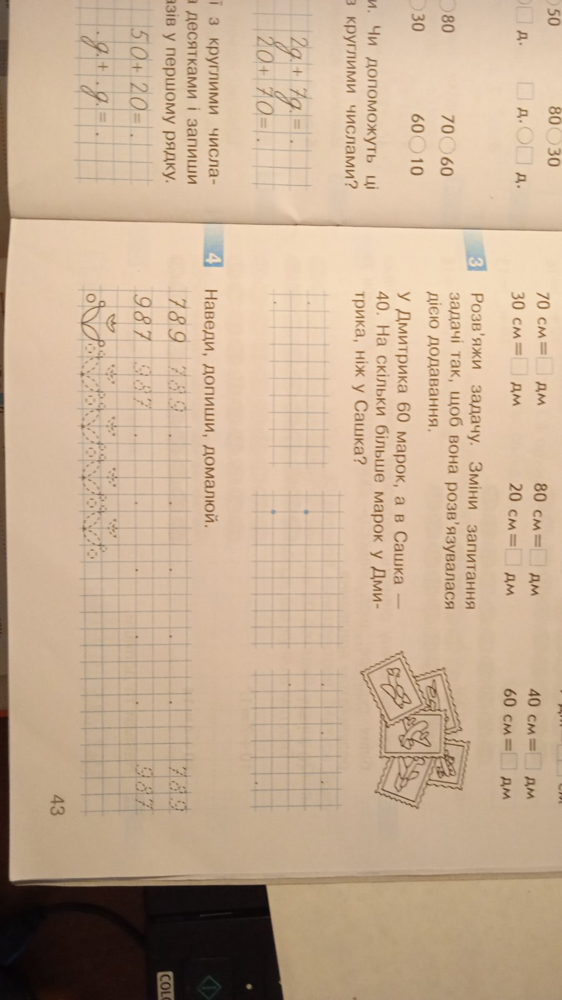 50
80○30
□ д.
□ д.○□ д.
80
70○60
30
60○10
и. Чи допоможуть ці
з круглими числами?
2д.+7д.= .
20+70= .
ї з круглими числа-
десятками і запиши
азів у першому рядку.
50+20= .
.д.+.д.= .
70 см=□ дм
80 см=□ дм
40 см=□ дм
30 см=□ дм
20 см=□ дм
60 см=□ дм
3
Розв'яжи задачу. Зміни запитання
задачі так, щоб вона розв'язувалася
дією додавання.
У Дмитрика 60 марок, а в Сашка —
40. На скільки більше марок у Дми-
трика, ніж у Сашка?
4
Наведи, допиши, домалюй.
789 789 . . . . . 789
987 987 . . . . . 987
43